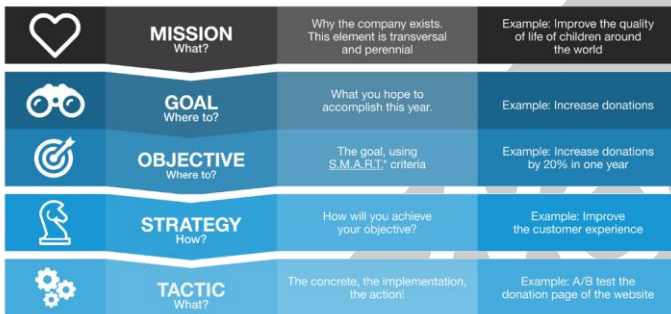 MISSION
What?
Why the company exists.
This element is transversal
and perennial
Example: Improve the quality
of life of children around
the world
GOAL
Where to?
What you hope to
accomplish this year.
Example: Increase donations
OBJECTIVE
Where to?
The goal, using
S.M.A.R.T.* criteria
Example: Increase donations
by 20% in one year
STRATEGY
How?
How will you achieve
your objective?
Example: Improve
the customer experience
TACTIC
What?
The concrete, the implementation,
the action!
Example: A/B test the
donation page of the website